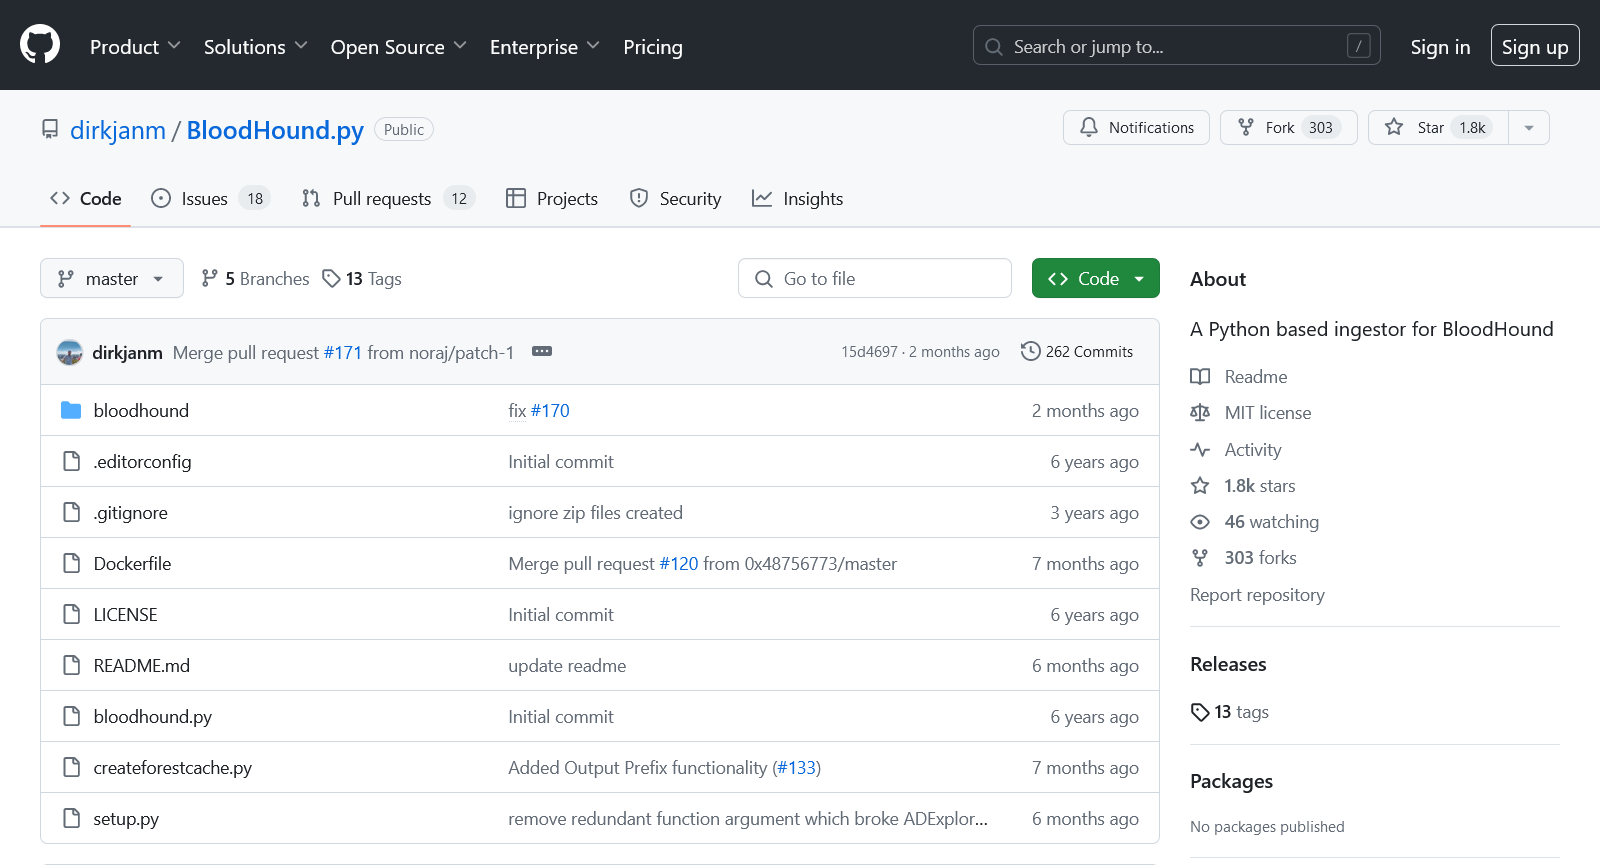 Product Solutions Open Source Enterprise Pricing Search or jump to... / Sign in Sign up
dirkjanm / BloodHound.py Public Notifications Fork 303 Star 1.8k
Code Issues 18 Pull requests 12 Projects Security Insights
master 5 Branches 13 Tags Go to file Code
dirkjanm Merge pull request #171 from noraj/patch-1 15d4697 · 2 months ago 262 Commits
bloodhound fix #170 2 months ago
.editorconfig Initial commit 6 years ago
.gitignore ignore zip files created 3 years ago
Dockerfile Merge pull request #120 from 0x48756773/master 7 months ago
LICENSE Initial commit 6 years ago
README.md update readme 6 months ago
bloodhound.py Initial commit 6 years ago
createforestcache.py Added Output Prefix functionality (#133) 7 months ago
setup.py remove redundant function argument which broke ADExplor... 6 months ago
About
A Python based ingestor for BloodHound
Readme
MIT license
Activity
1.8k stars
46 watching
303 forks
Report repository
Releases
13 tags
Packages
No packages published